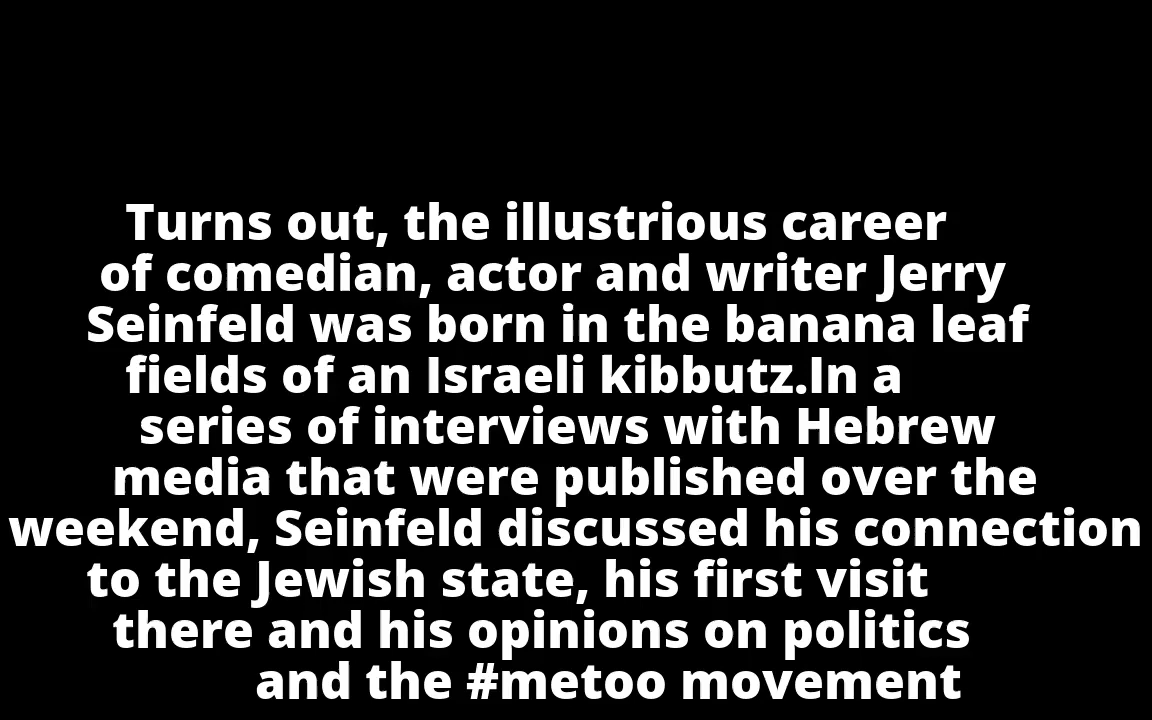 Turns out, the illustrious career
of comedian, actor and writer Jerry
Seinfeld was born in the banana leaf
fields of an Israeli kibbutz.In a
series of interviews with Hebrew
media that were published over the
weekend, Seinfeld discussed his connection
to the Jewish state, his first visit
there and his opinions on politics
and the #metoo movement